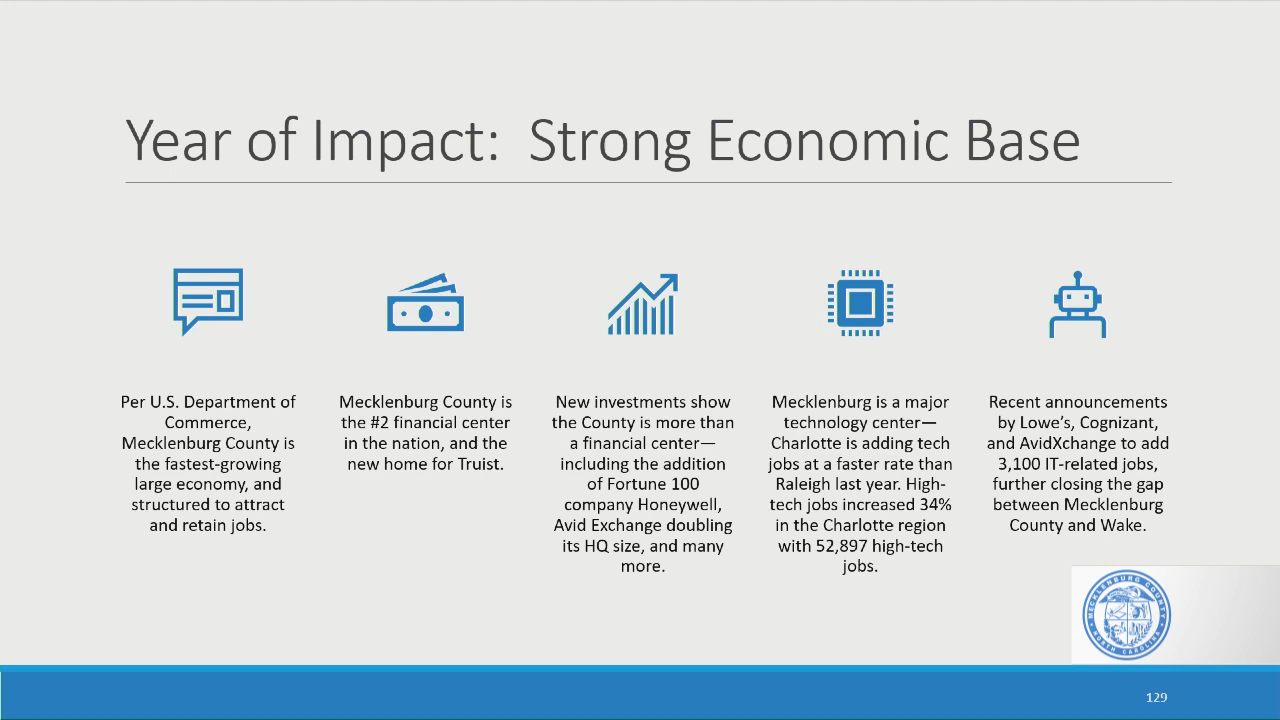 Year of Impact:  Strong Economic Base
Per U.S. Department of
Commerce,
Mecklenburg County is
the fastest-growing
large economy, and
structured to attract
and retain jobs.
Mecklenburg County is
the #2 financial center
in the nation, and the
new home for Truist.
New investments show
the County is more than
a financial center—
including the addition
of Fortune 100
company Honeywell,
Avid Exchange doubling
its HQ size, and many
more.
Mecklenburg is a major
technology center—
Charlotte is adding tech
jobs at a faster rate than
Raleigh last year. High-
tech jobs increased 34%
in the Charlotte region
with 52,897 high-tech
jobs.
Recent announcements
by Lowe’s, Cognizant,
and AvidXchange to add
3,100 IT-related jobs,
further closing the gap
between Mecklenburg
County and Wake.
MECKLENBURG COUNTY
NORTH CAROLINA
129